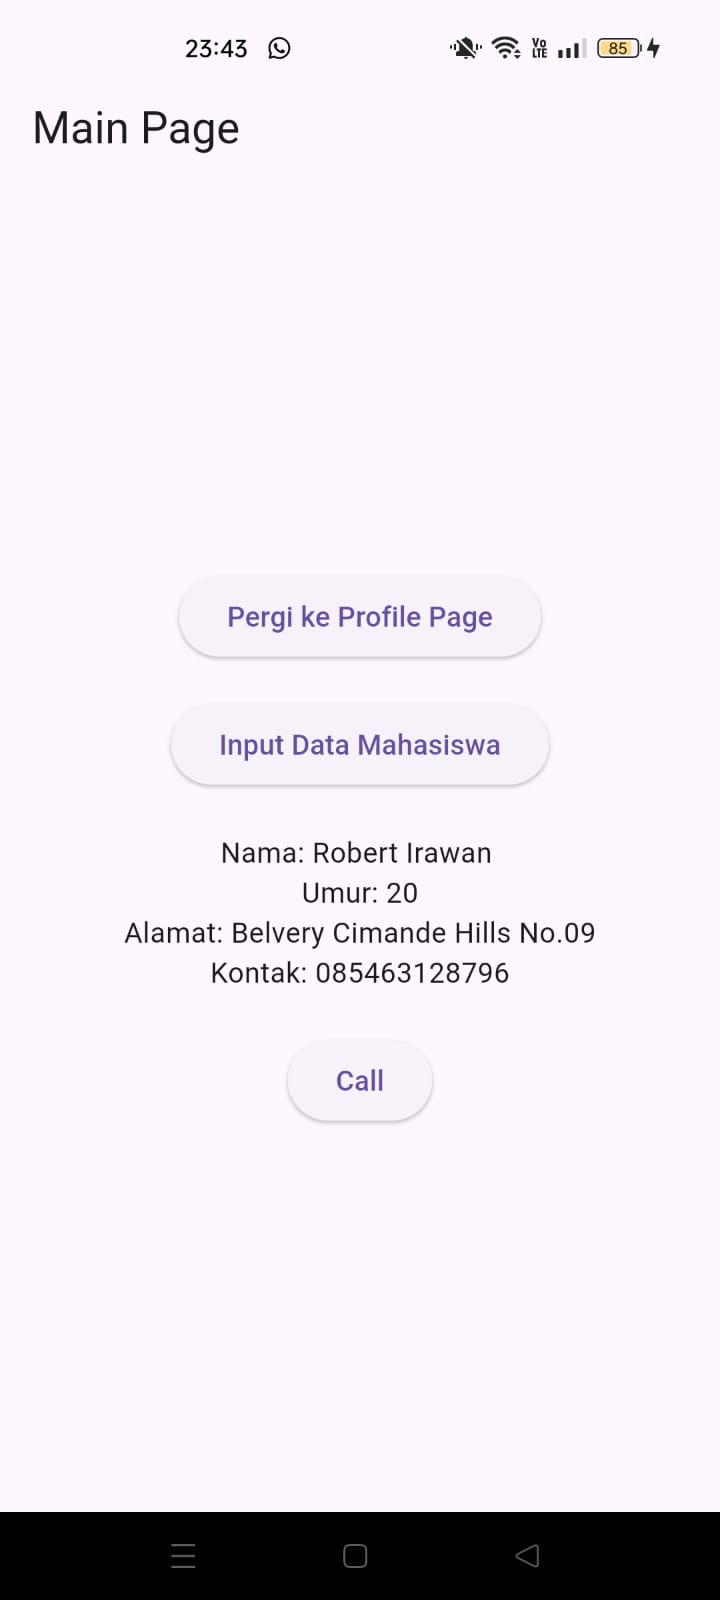 23:43
Vo LTE
85
Main Page
Pergi ke Profile Page
Input Data Mahasiswa
Nama: Robert Irawan
Umur: 20
Alamat: Belvery Cimande Hills No.09
Kontak: 085463128796
Call